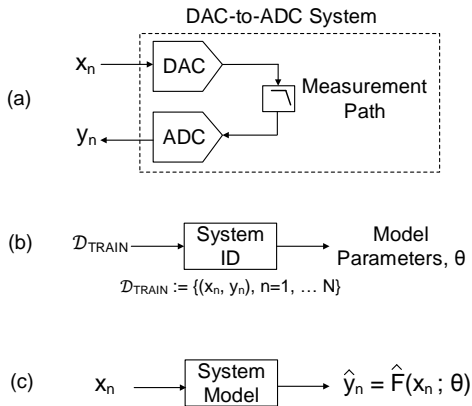 DAC-to-ADC System
(a)
xₙ
DAC
Measurement
Path
yₙ
ADC
(b)
𝒟TRAIN
System
ID
Model
Parameters, θ
𝒟TRAIN := {(xₙ, yₙ), n=1, … N}
(c)
xₙ
System
Model
ŷₙ = F̂(xₙ ; θ)